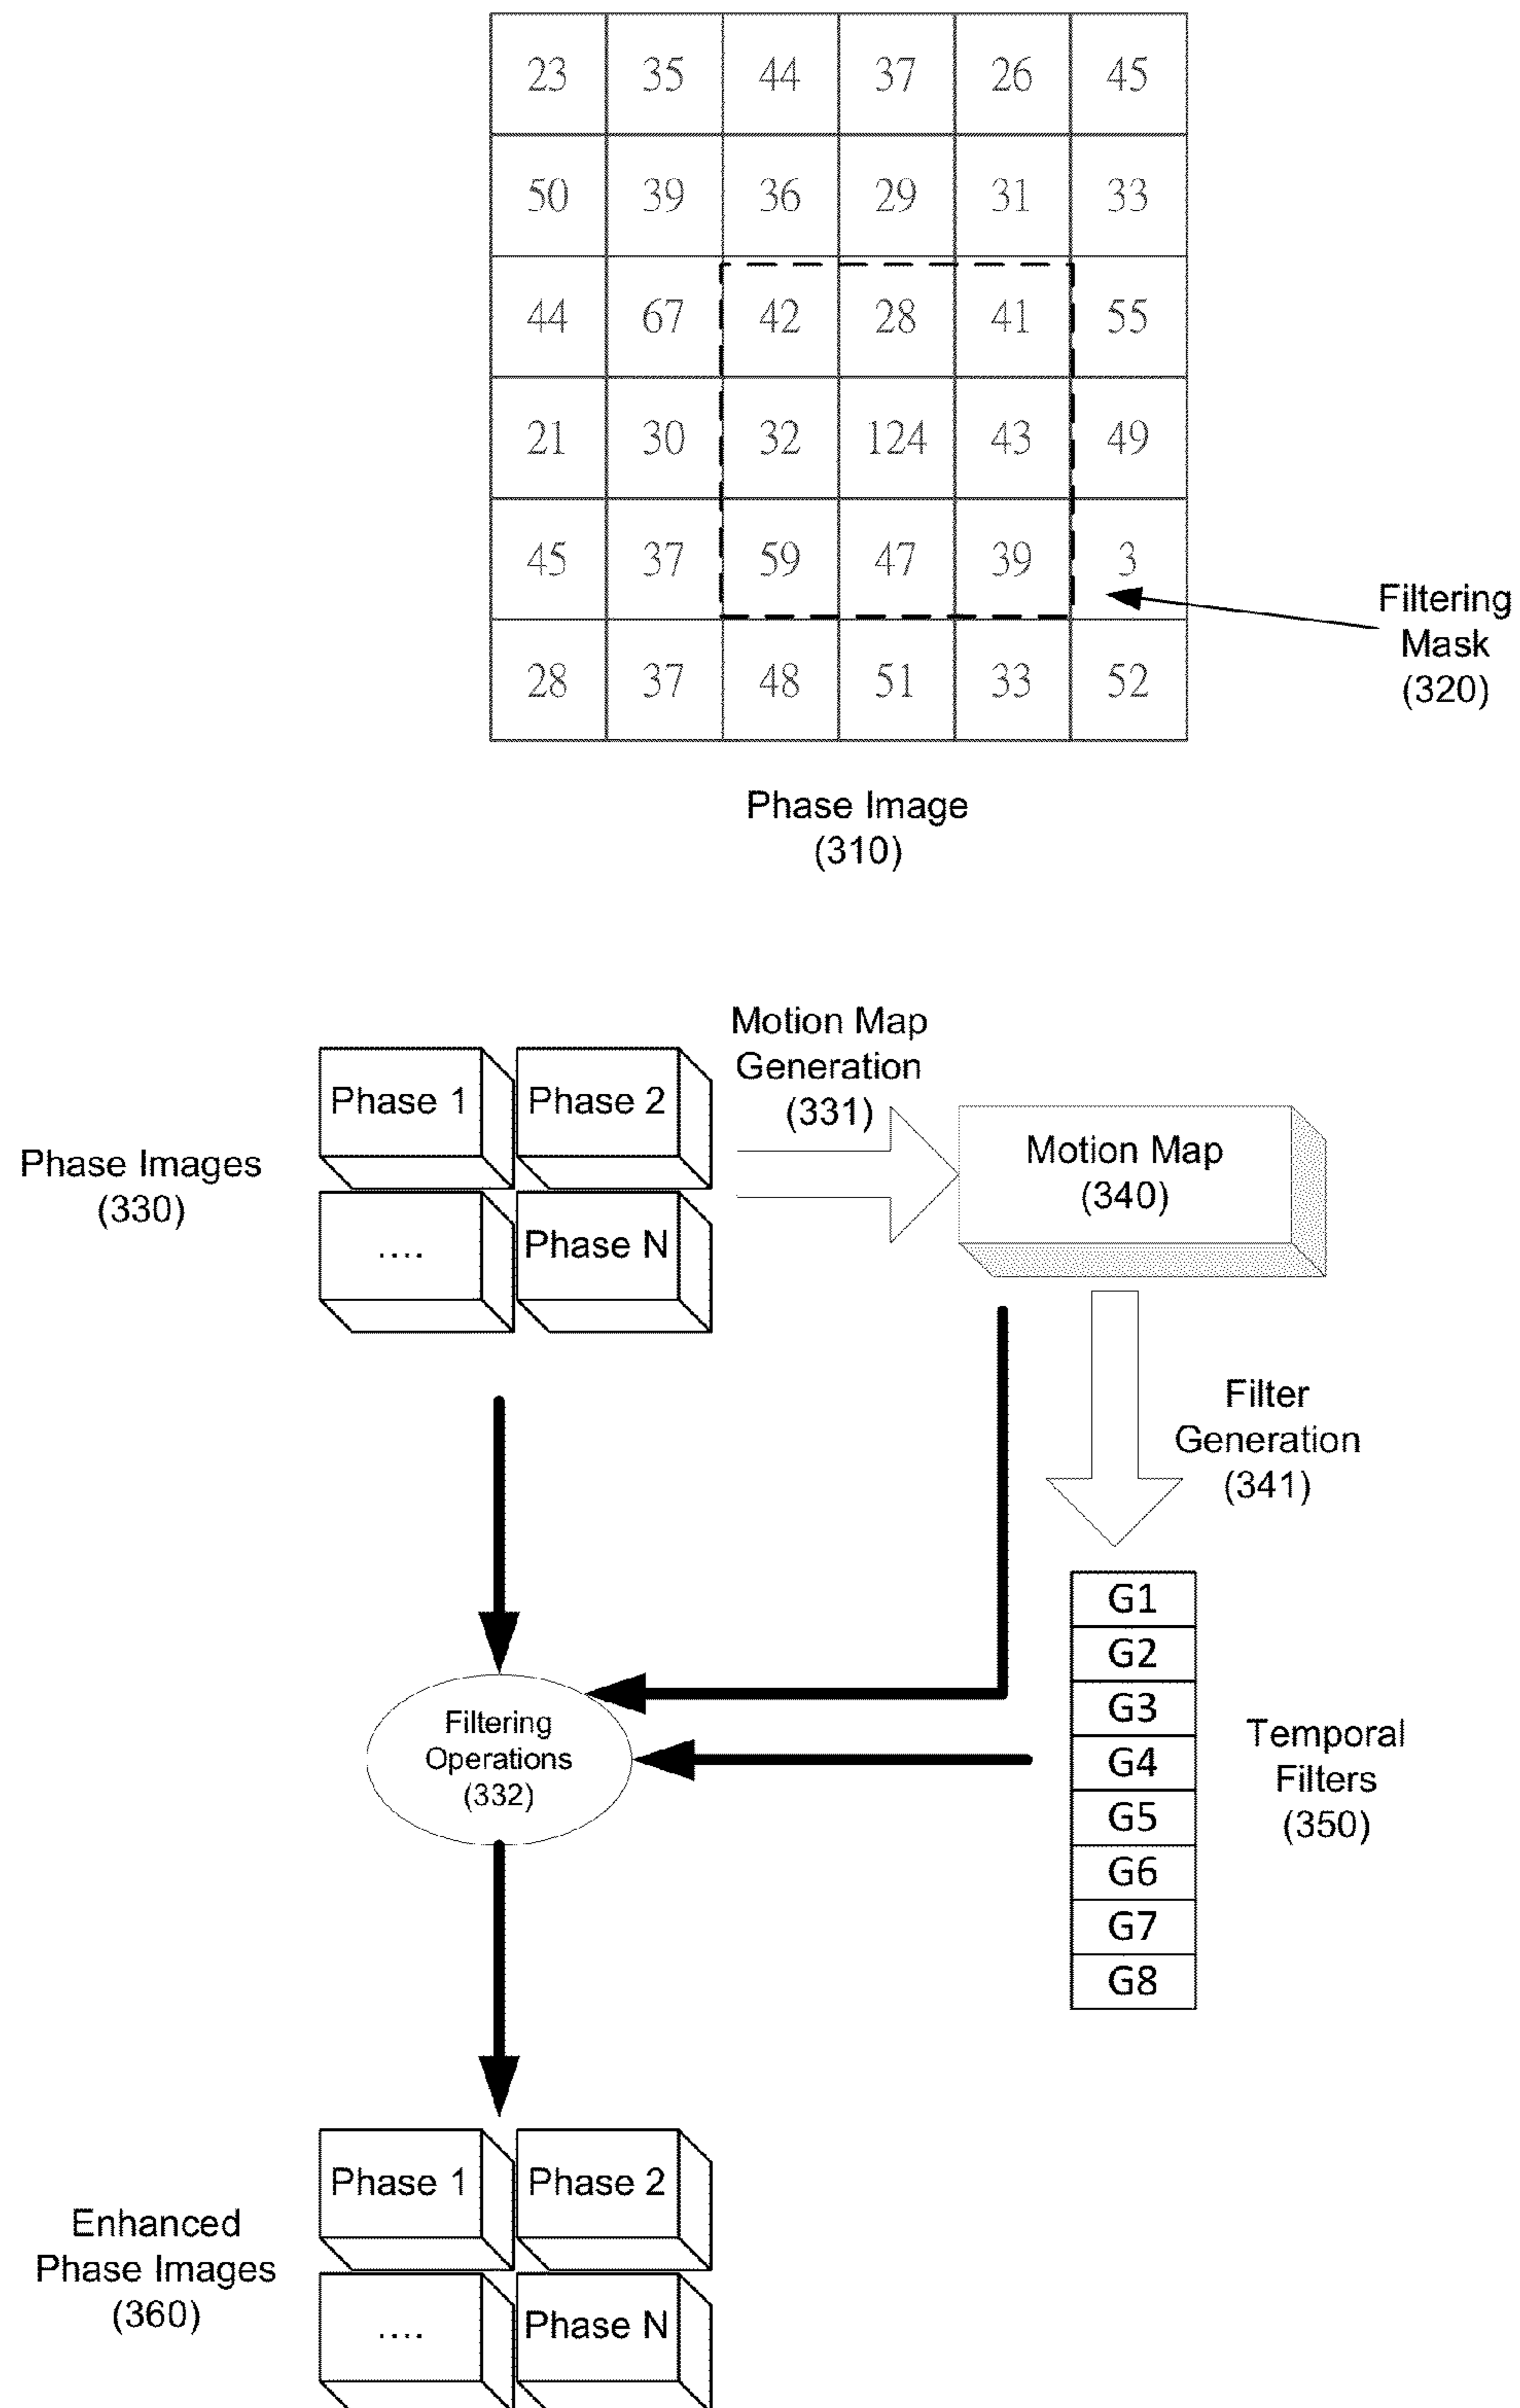 23 35 44 37 26 45
50 39 36 29 31 33
44 67 42 28 41 55
21 30 32 124 43 49
45 37 59 47 39 3
28 37 48 51 33 52
Filtering
Mask
(320)
Phase Image
(310)
Phase Images
(330)
Phase 1
Phase 2
....
Phase N
Motion Map
Generation
(331)
Motion Map
(340)
Filter
Generation
(341)
G1
G2
G3
G4
G5
G6
G7
G8
Temporal
Filters
(350)
Filtering
Operations
(332)
Enhanced
Phase Images
(360)
Phase 1
Phase 2
....
Phase N